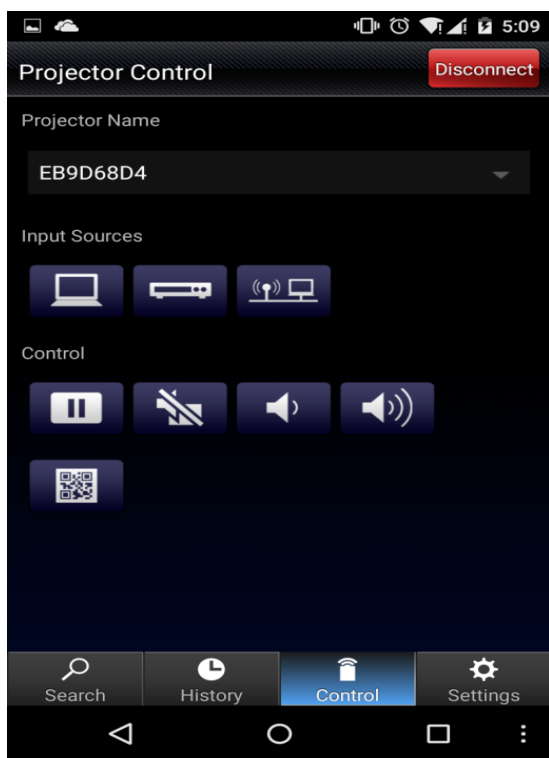 5:09
Projector Control
Disconnect
Projector Name
EB9D68D4
Input Sources
Control
Search
History
Control
Settings